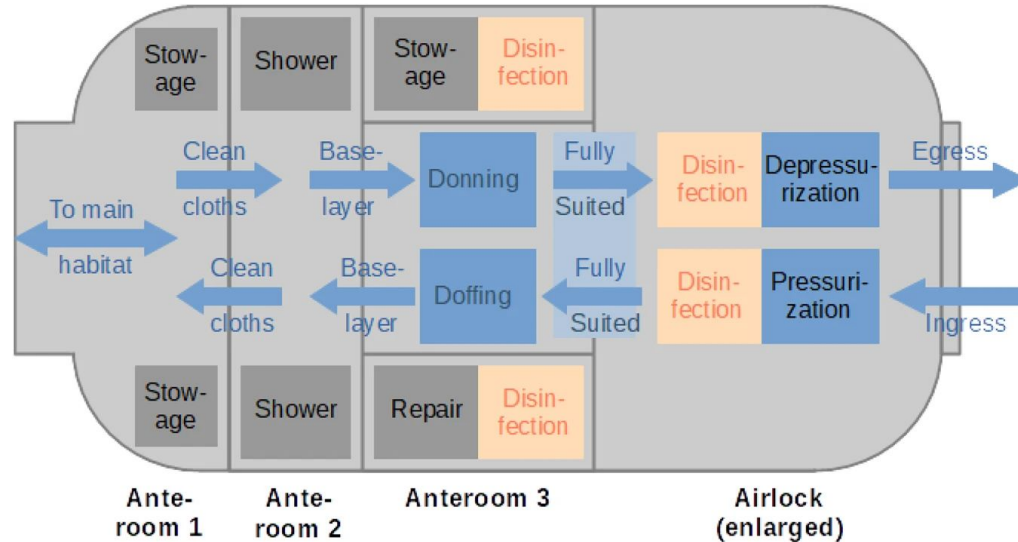 Stow-
age
Shower
Stow-
age
Disin-
fection
Clean
cloths
Base-
layer
Donning
Fully
Suited
Disin-
fection
Depressu-
rization
Egress
To main
habitat
Clean
cloths
Base-
layer
Doffing
Fully
Suited
Disin-
fection
Pressuri-
zation
Ingress
Stow-
age
Shower
Repair
Disin-
fection
Ante-
room 1
Ante-
room 2
Anteroom 3
Airlock
(enlarged)